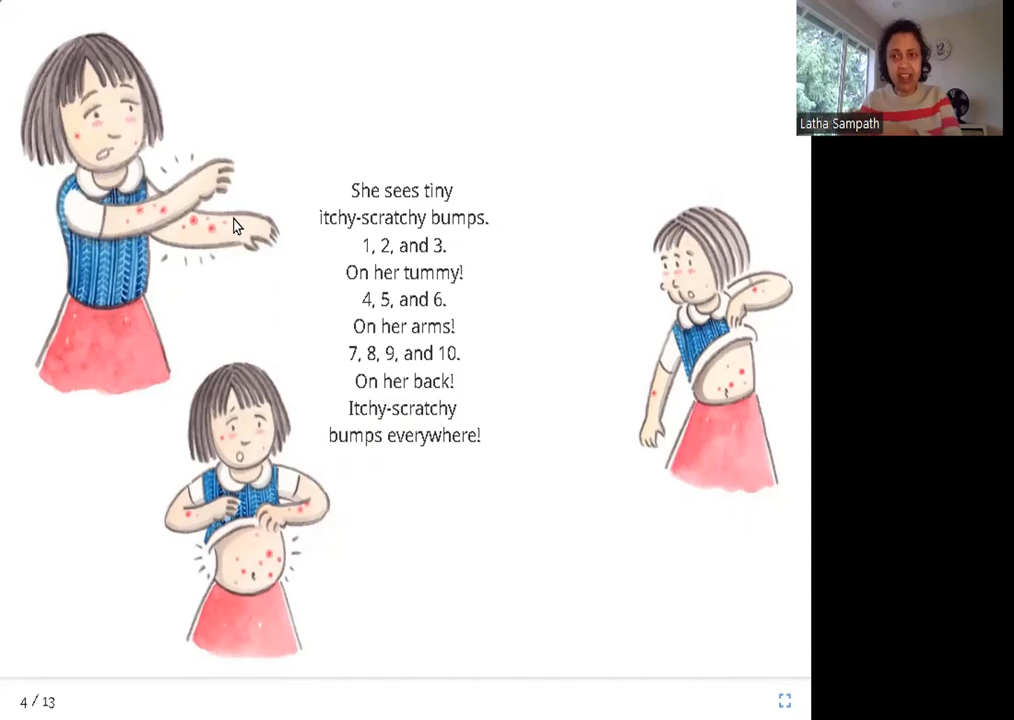 Latha Sampath
She sees tiny
itchy-scratchy bumps.
1, 2, and 3.
On her tummy!
4, 5, and 6.
On her arms!
7, 8, 9, and 10.
On her back!
Itchy-scratchy
bumps everywhere!
4 / 13